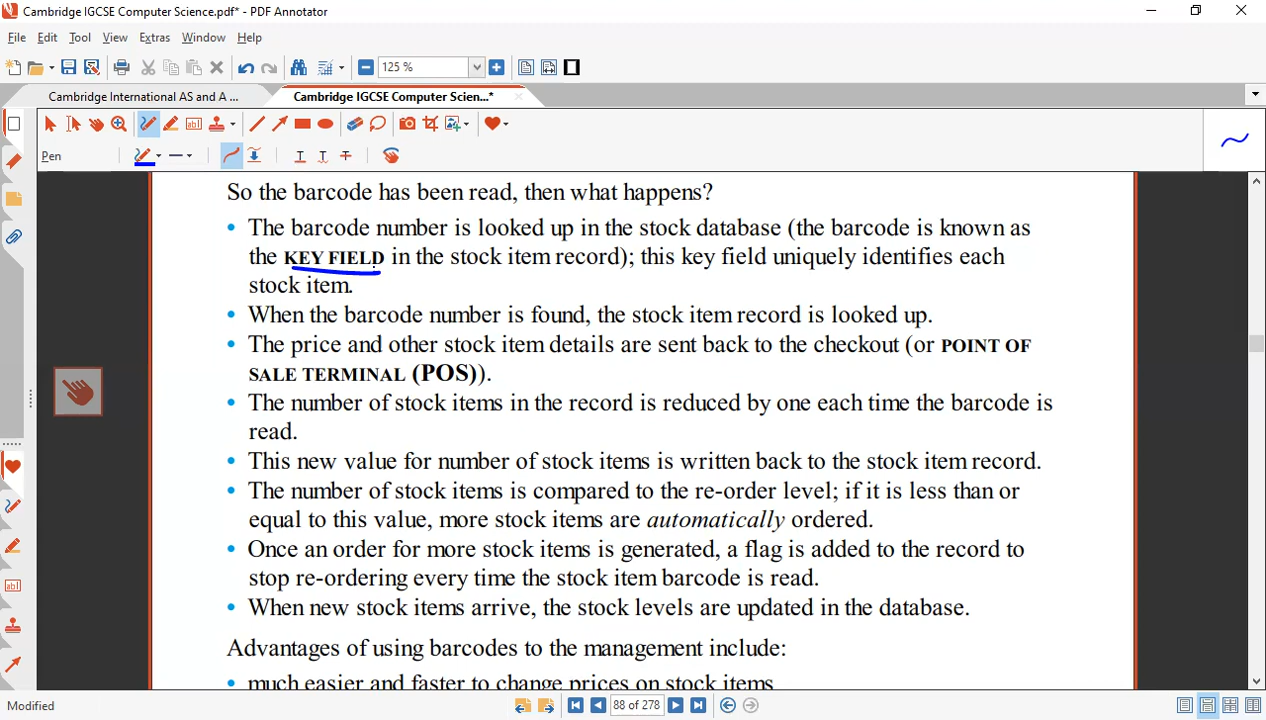 Cambridge IGCSE Computer Science.pdf* - PDF Annotator
File Edit Tool View Extras Window Help
125 %
Cambridge International AS and A ...
Cambridge IGCSE Computer Scien...*
Pen
So the barcode has been read, then what happens?
• The barcode number is looked up in the stock database (the barcode is known as
the KEY FIELD in the stock item record); this key field uniquely identifies each
stock item.
• When the barcode number is found, the stock item record is looked up.
• The price and other stock item details are sent back to the checkout (or POINT OF
SALE TERMINAL (POS)).
• The number of stock items in the record is reduced by one each time the barcode is
read.
• This new value for number of stock items is written back to the stock item record.
• The number of stock items is compared to the re-order level; if it is less than or
equal to this value, more stock items are automatically ordered.
• Once an order for more stock items is generated, a flag is added to the record to
stop re-ordering every time the stock item barcode is read.
• When new stock items arrive, the stock levels are updated in the database.
Advantages of using barcodes to the management include:
• much easier and faster to change prices on stock items
Modified
88 of 278